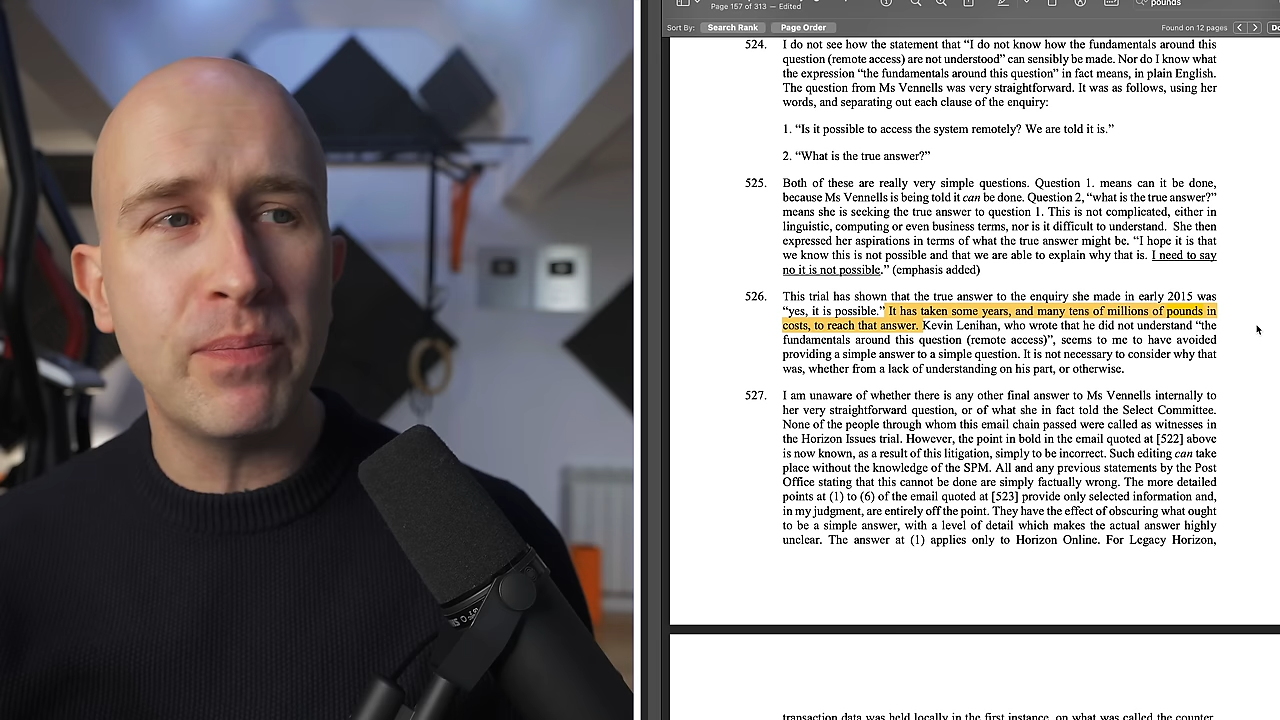 Page 157 of 313 — Edited
pounds
Sort By: Search Rank Page Order Found on 12 pages
524. I do not see how the statement that “I do not know how the fundamentals around this
question (remote access) are not understood” can sensibly be made. Nor do I know what
the expression “the fundamentals around this question” in fact means, in plain English.
The question from Ms Vennells was very straightforward. It was as follows, using her
words, and separating out each clause of the enquiry:
1. “Is it possible to access the system remotely? We are told it is.”
2. “What is the true answer?”
525. Both of these are really very simple questions. Question 1. means can it be done,
because Ms Vennells is being told it can be done. Question 2, “what is the true answer?”
means she is seeking the true answer to question 1. This is not complicated, either in
linguistic, computing or even business terms, nor is it difficult to understand. She then
expressed her aspirations in terms of what the true answer might be. “I hope it is that
we know this is not possible and that we are able to explain why that is. I need to say
no it is not possible.” (emphasis added)
526. This trial has shown that the true answer to the enquiry she made in early 2015 was
“yes, it is possible.” It has taken some years, and many tens of millions of pounds in
costs, to reach that answer. Kevin Lenihan, who wrote that he did not understand “the
fundamentals around this question (remote access)”, seems to me to have avoided
providing a simple answer to a simple question. It is not necessary to consider why that
was, whether from a lack of understanding on his part, or otherwise.
527. I am unaware of whether there is any other final answer to Ms Vennells internally to
her very straightforward question, or of what she in fact told the Select Committee.
None of the people through whom this email chain passed were called as witnesses in
the Horizon Issues trial. However, the point in bold in the email quoted at [522] above
is now known, as a result of this litigation, simply to be incorrect. Such editing can take
place without the knowledge of the SPM. All and any previous statements by the Post
Office stating that this cannot be done are simply factually wrong. The more detailed
points at (1) to (6) of the email quoted at [523] provide only selected information and,
in my judgment, are entirely off the point. They have the effect of obscuring what ought
to be a simple answer, with a level of detail which makes the actual answer highly
unclear. The answer at (1) applies only to Horizon Online. For Legacy Horizon,
transaction data was held locally in the first instance, on what was called the counter.